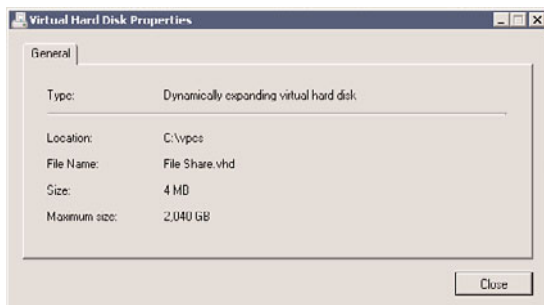 Virtual Hard Disk Properties
General
Type: Dynamically expanding virtual hard disk
Location: C:\vpcs
File Name: File Share.vhd
Size: 4 MB
Maximum size: 2,040 GB
Close